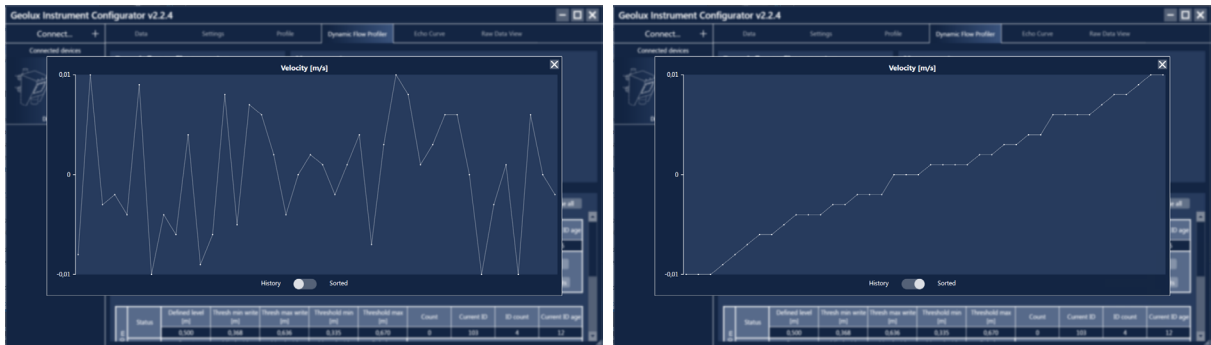 Geolux Instrument Configurator v2.2.4
Connect... +
Data Settings Profile Dynamic Flow Profiler Echo Curve Raw Data View
Connected devices
Velocity [m/s]
0,01
0
-0,01
History Sorted
ID age
Status Defined level [m] Thresh min write [m] Thresh max write [m] Threshold min [m] Threshold max [m] Count Current ID ID count Current ID age
0,500 0,368 0,636 0,335 0,670 0 103 4 12
Geolux Instrument Configurator v2.2.4
Connect... +
Data Settings Profile Dynamic Flow Profiler Echo Curve Raw Data View
Connected devices
Velocity [m/s]
0,01
0
-0,01
History Sorted
ID age
Status Defined level [m] Thresh min write [m] Thresh max write [m] Threshold min [m] Threshold max [m] Count Current ID ID count Current ID age
0,500 0,368 0,636 0,335 0,670 0 103 4 12